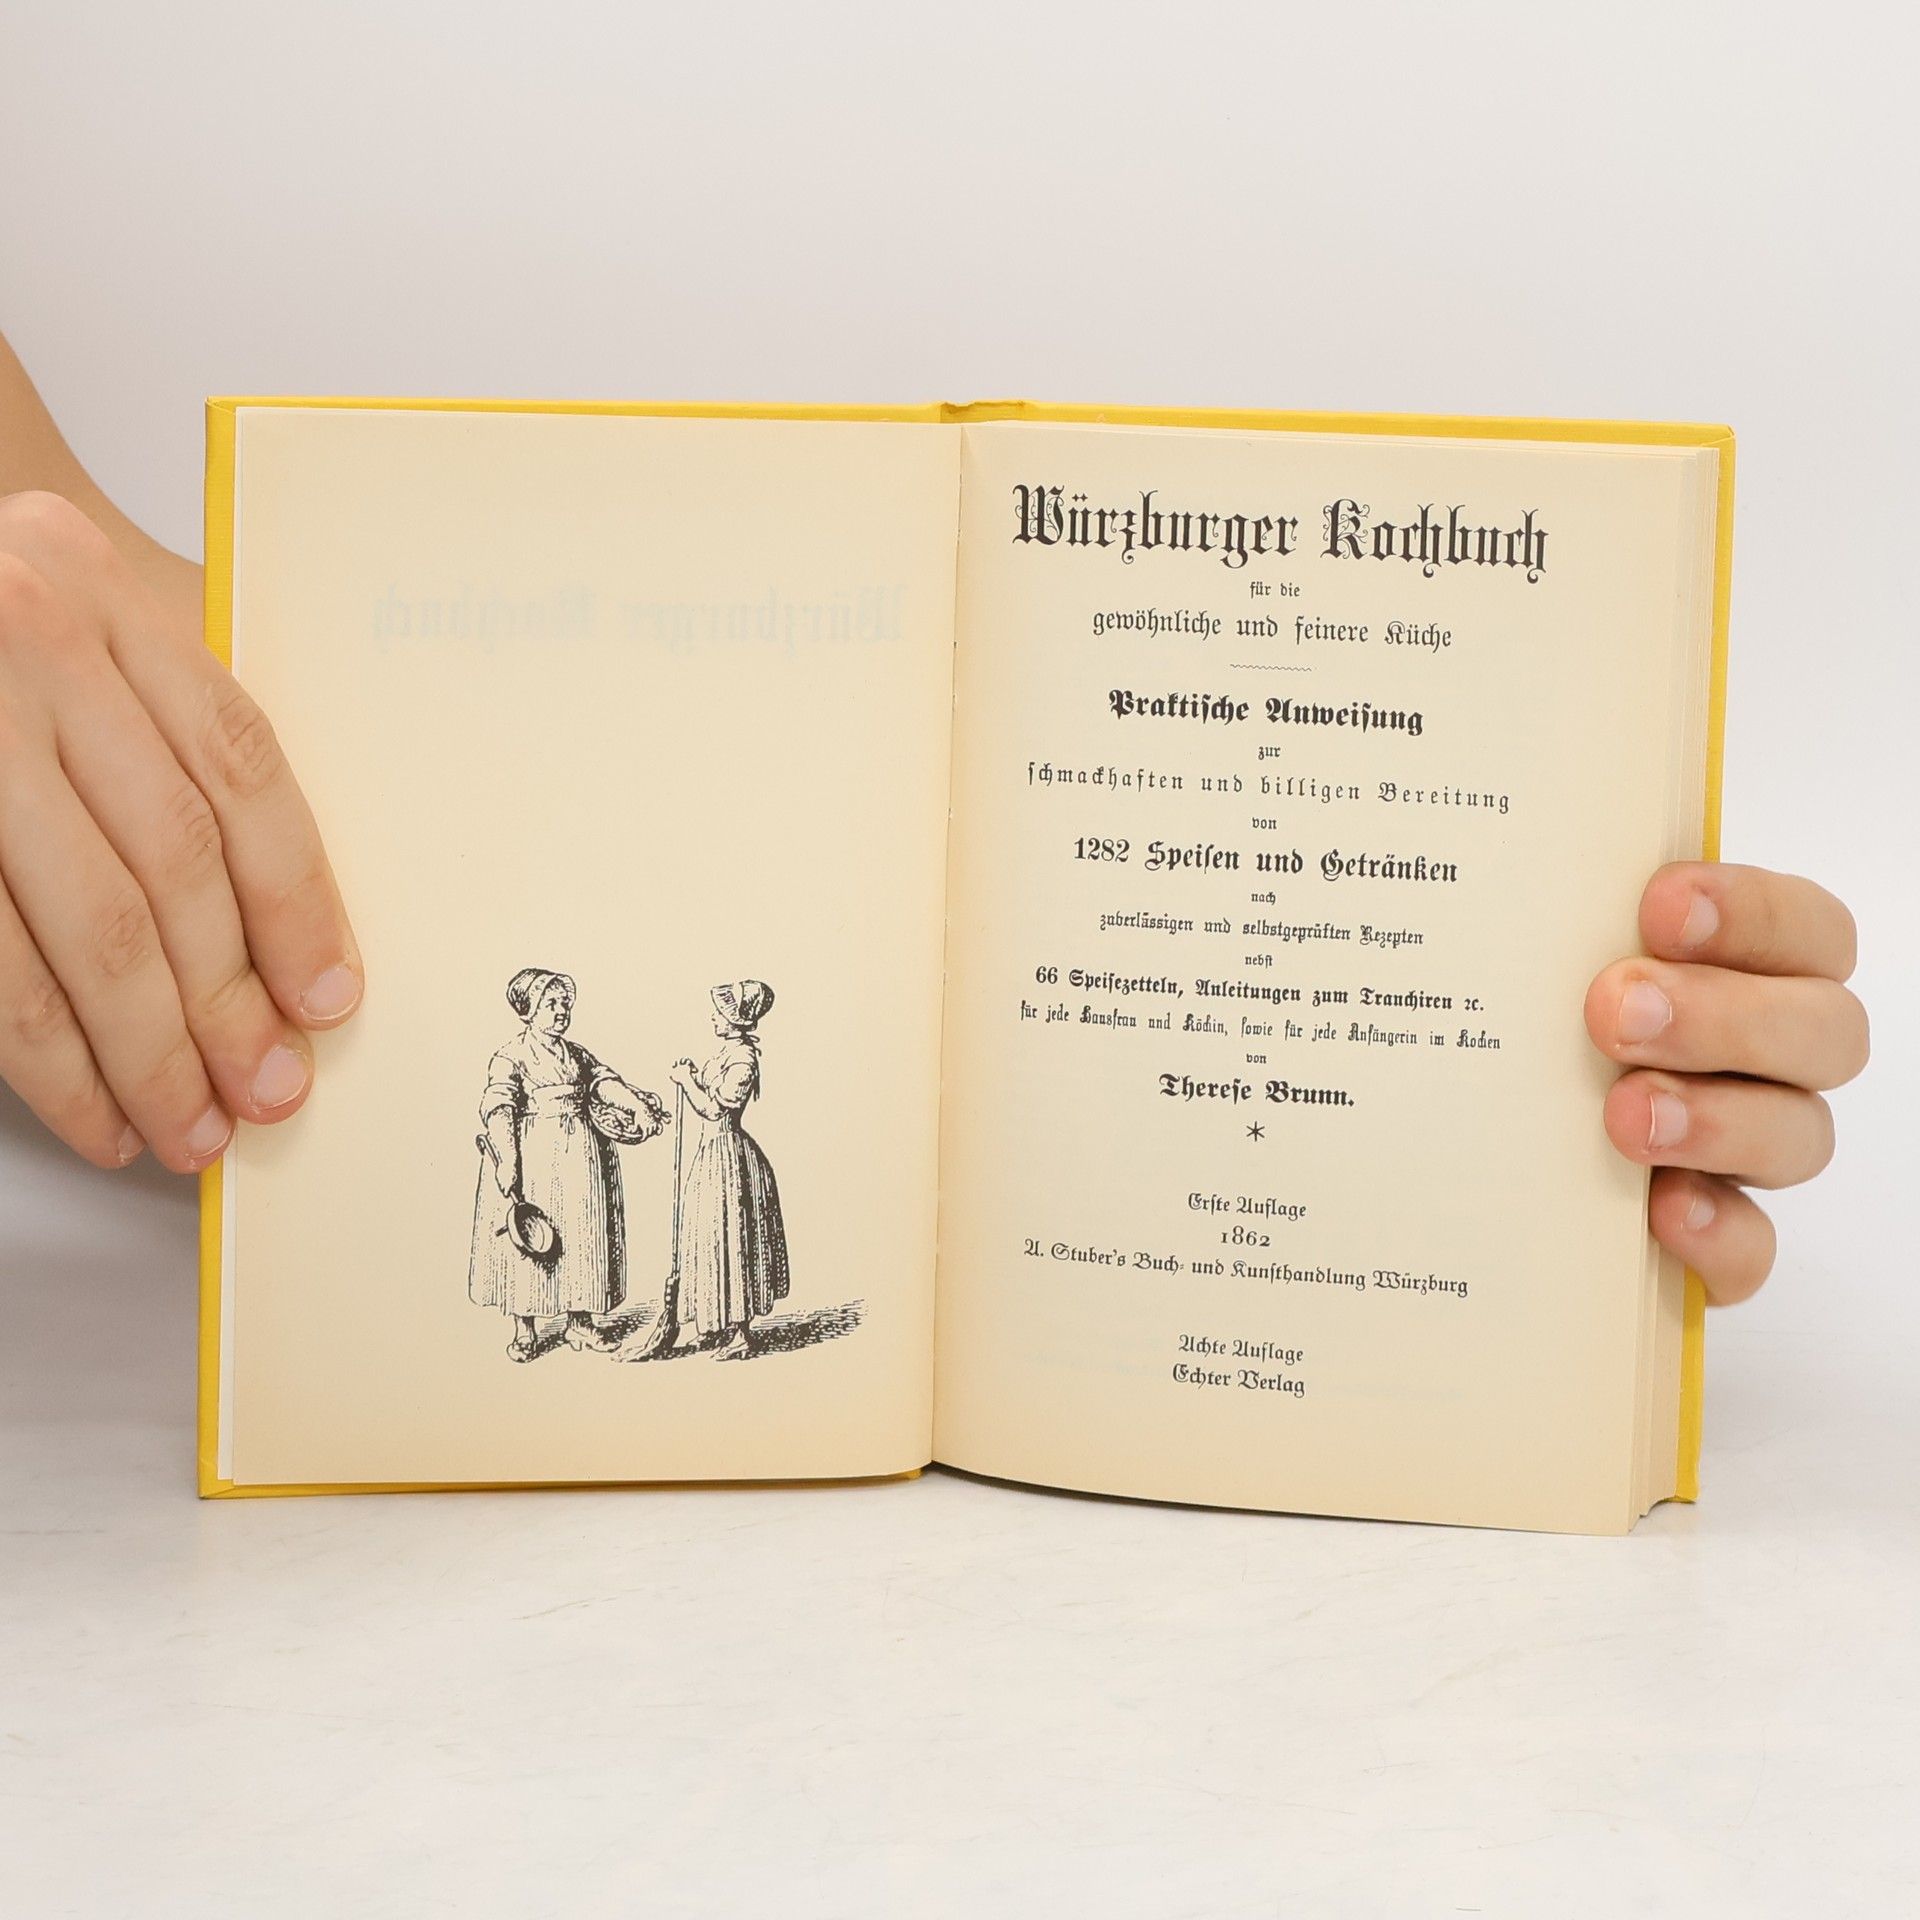 Würzburger Kochbuch
für die
gewöhnliche und feinere Küche
Praktiſche Anweiſung
zur
ſchmackhaften und billigen Bereitung
von
1282 Speiſen und Getränken
nach
zuverlässigen und selbstgeprüften Rezepten
nebſt
66 Speiſezetteln, Anleitungen zum Tranchiren ꝛc.
für jede Hausfrau und Köchin, ſowie für jede Anfängerin im Kochen
von
Thereſe Brunn.
*
Erſte Auflage
1862
A. Stuber's Buch- und Kunſthandlung Würzburg
Achte Auflage
Echter Verlag